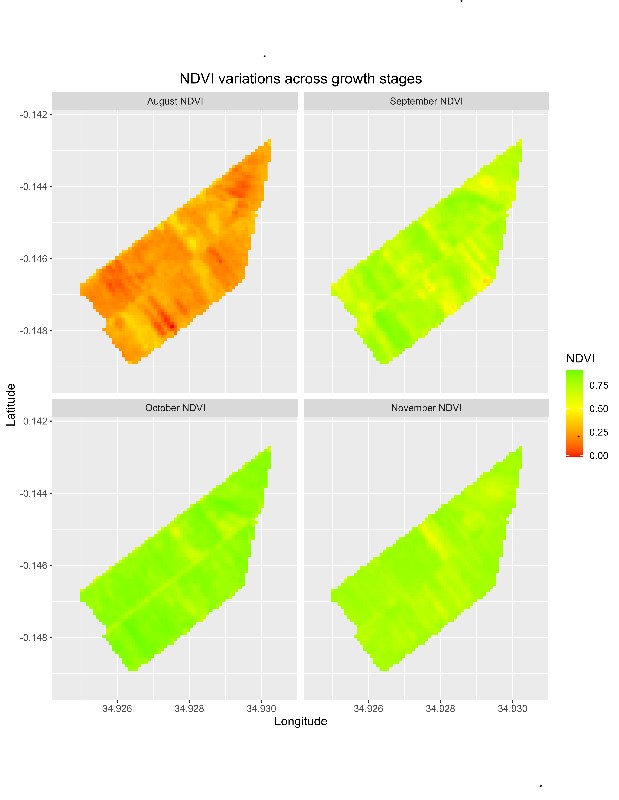 NDVI variations across growth stages
August NDVI
September NDVI
-0.142
-0.144
-0.146
-0.148
Latitude
October NDVI
November NDVI
-0.142
-0.144
-0.146
-0.148
34.926
34.928
34.930
34.926
34.928
34.930
Longitude
NDVI
0.75
0.50
0.25
0.00